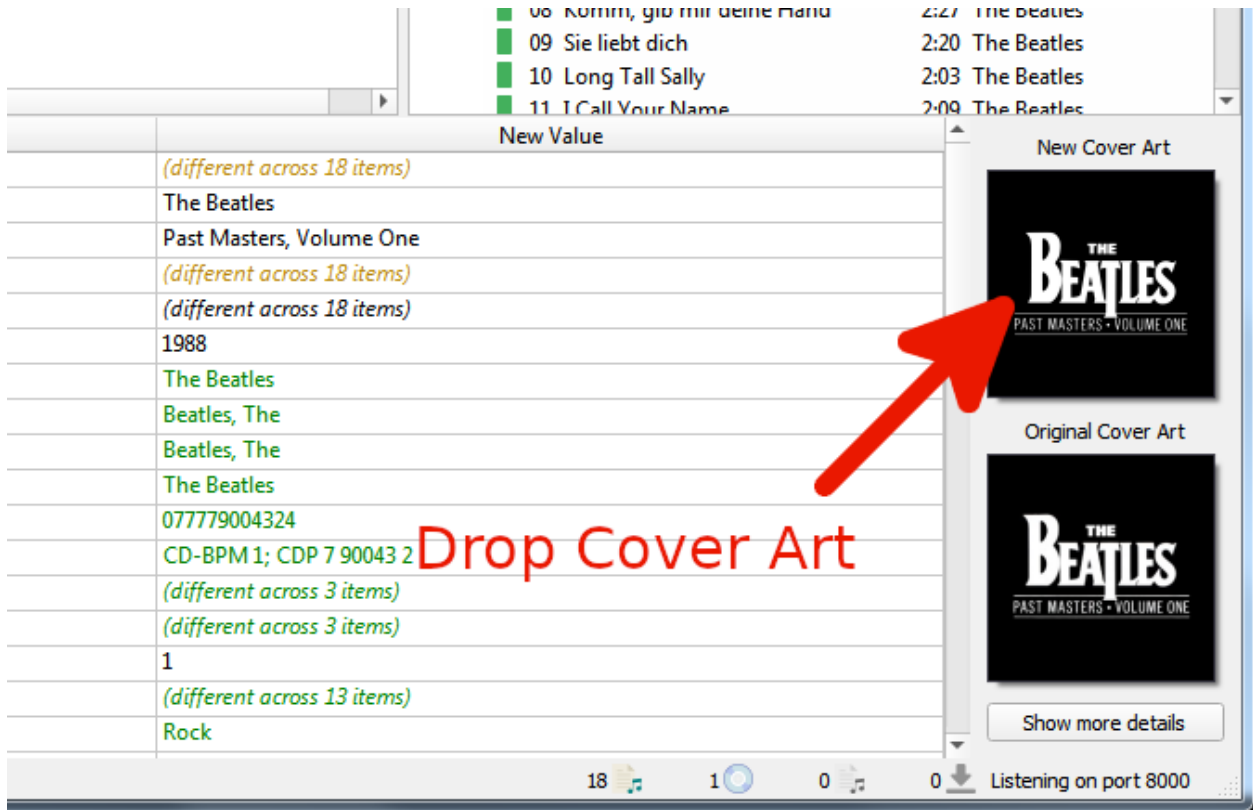 08 Komm, gib mir deine Hand 2:27 The Beatles
09 Sie liebt dich 2:20 The Beatles
10 Long Tall Sally 2:03 The Beatles
11 I Call Your Name 2:09 The Beatles
New Value
(different across 18 items)
The Beatles
Past Masters, Volume One
(different across 18 items)
(different across 18 items)
1988
The Beatles
Beatles, The
Beatles, The
The Beatles
077779004324
CD-BPM 1; CDP 7 90043 2
(different across 3 items)
(different across 3 items)
1
(different across 13 items)
Rock
Drop Cover Art
New Cover Art
THE
BEATLES
PAST MASTERS • VOLUME ONE
Original Cover Art
THE
BEATLES
PAST MASTERS • VOLUME ONE
Show more details
18 1 0 0 Listening on port 8000